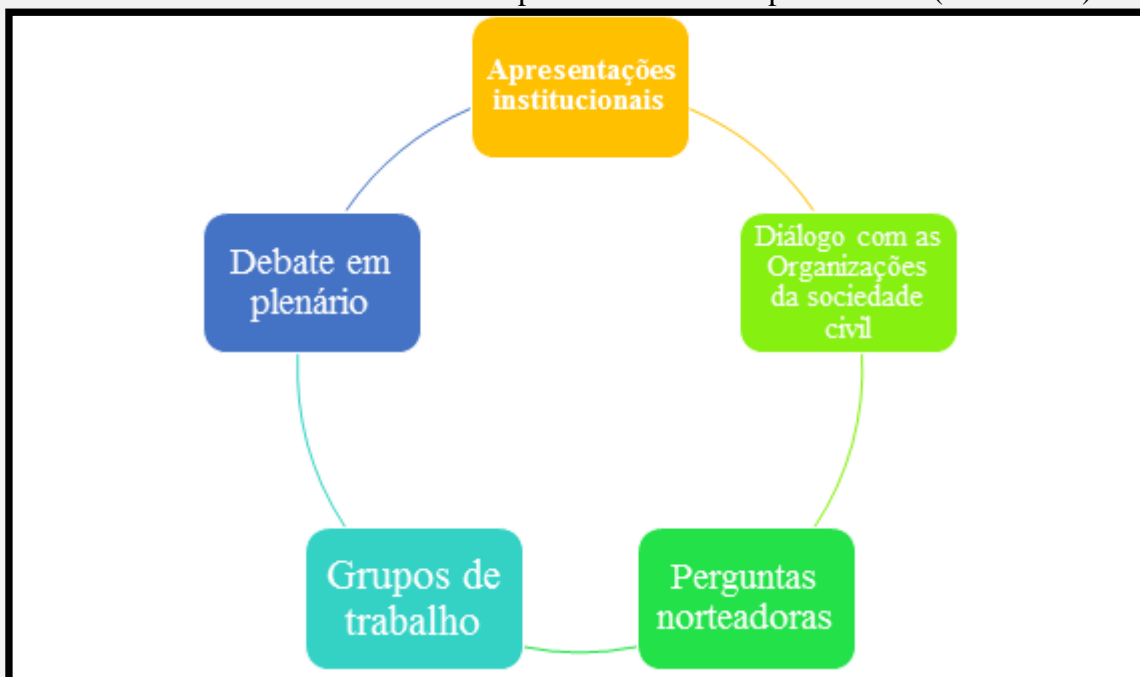 Apresentações
institucionais
Diálogo com as
Organizações
da sociedade
civil
Perguntas
norteadoras
Grupos de
trabalho
Debate em
plenário